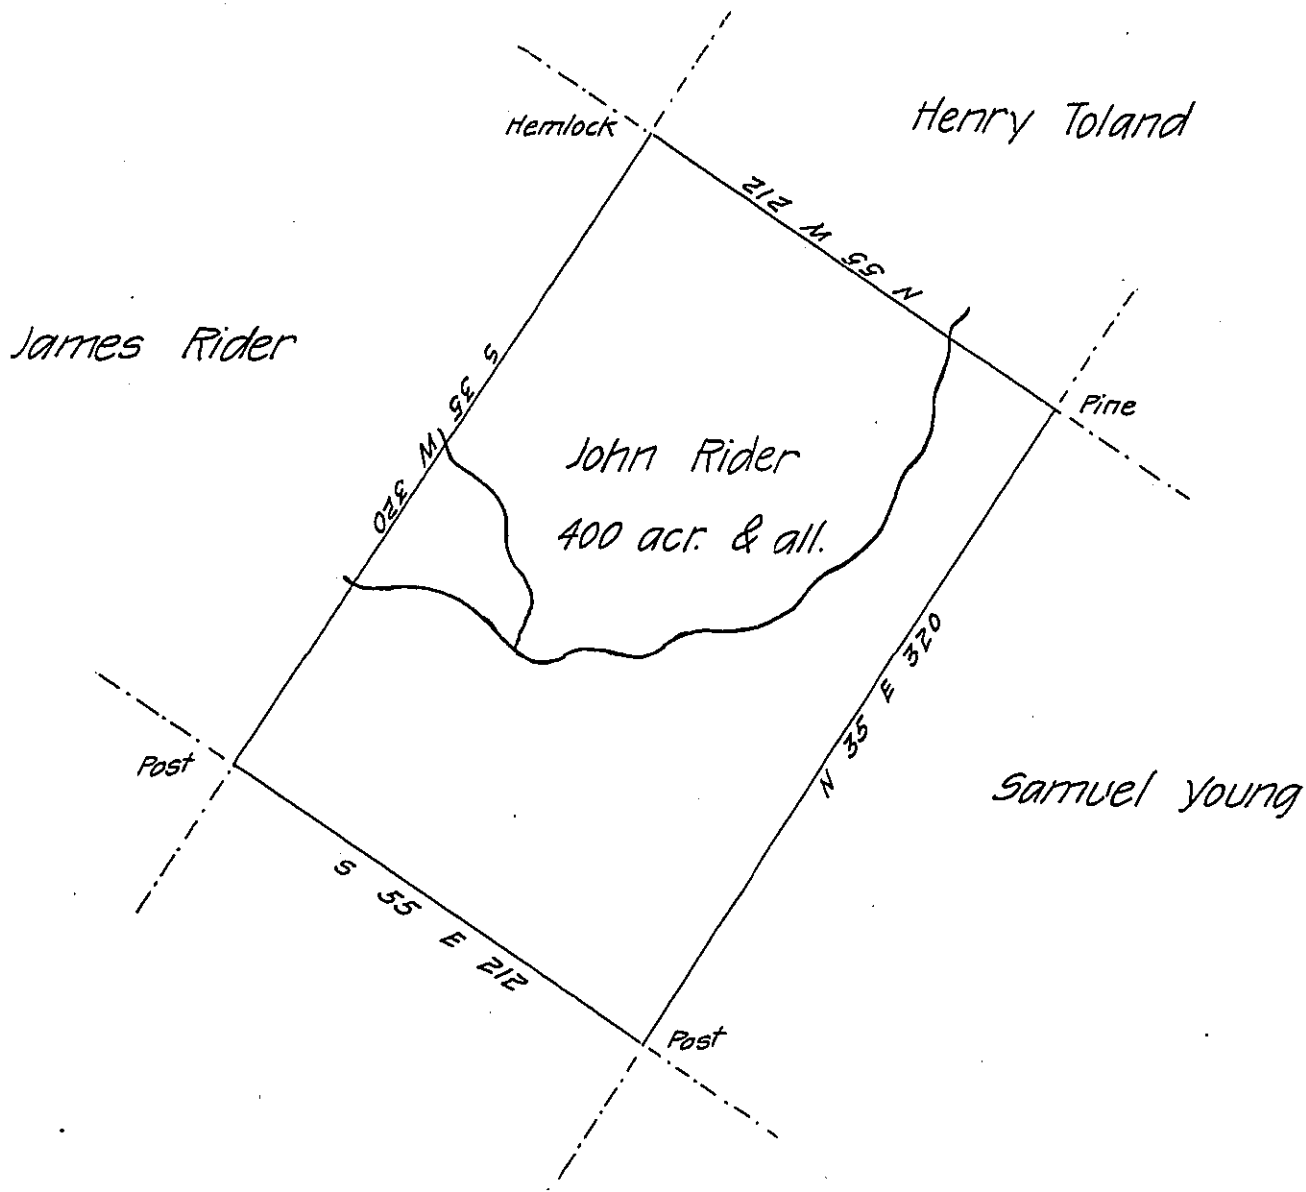 Henry Toland
Hemlock
N 55 W 212
James Rider
S 35 W 320
Pine
John Rider
400 acr. & all.
N 35 E 320
Post
Samuel Young
S 55 E 212
Post